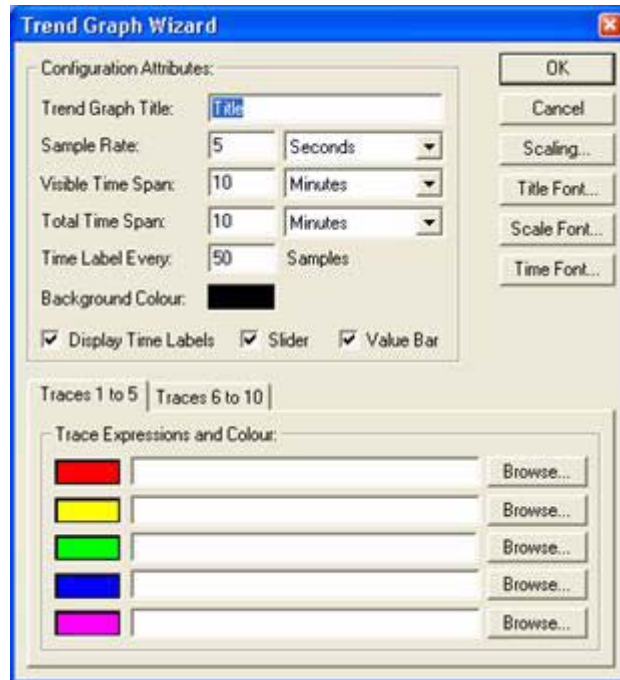 Trend Graph Wizard
Configuration Attributes:
OK
Trend Graph Title: Title
Cancel
Sample Rate: 5 Seconds
Scaling...
Visible Time Span: 10 Minutes
Title Font...
Total Time Span: 10 Minutes
Scale Font...
Time Label Every: 50 Samples
Time Font...
Background Colour:
Display Time Labels Slider Value Bar
Traces 1 to 5 Traces 6 to 10
Trace Expressions and Colour:
Browse...
Browse...
Browse...
Browse...
Browse...